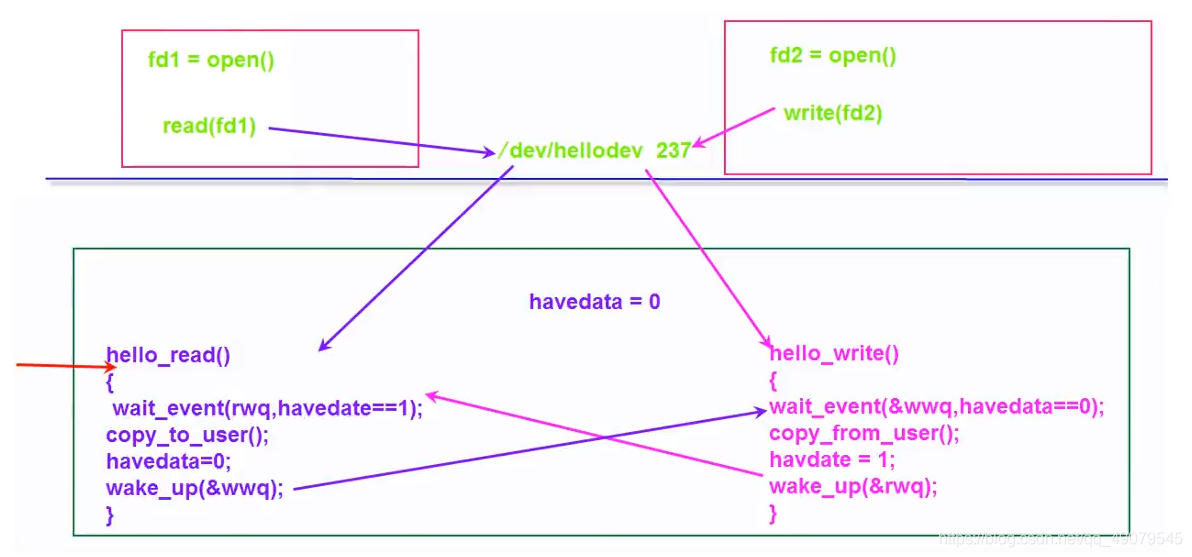 fd1 = open()
read(fd1)
fd2 = open()
write(fd2)
/dev/hellodev 237
havedata = 0
hello_read()
{
wait_event(rwq,havedate==1);
copy_to_user();
havedata=0;
wake_up(&wwq);
}
hello_write()
{
wait_event(&wwq,havedata==0);
copy_from_user();
havdate = 1;
wake_up(&rwq);
}
https://blog.csdn.net/qq_49079545